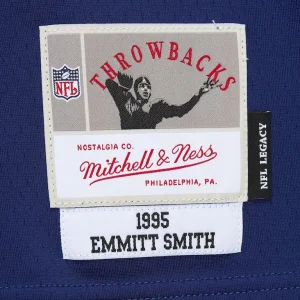 THROWBACKS
NFL
NOSTALGIA CO.
Mitchell & Ness
PHILADELPHIA, PA.
NFL LEGACY
1995
EMMITT SMITH